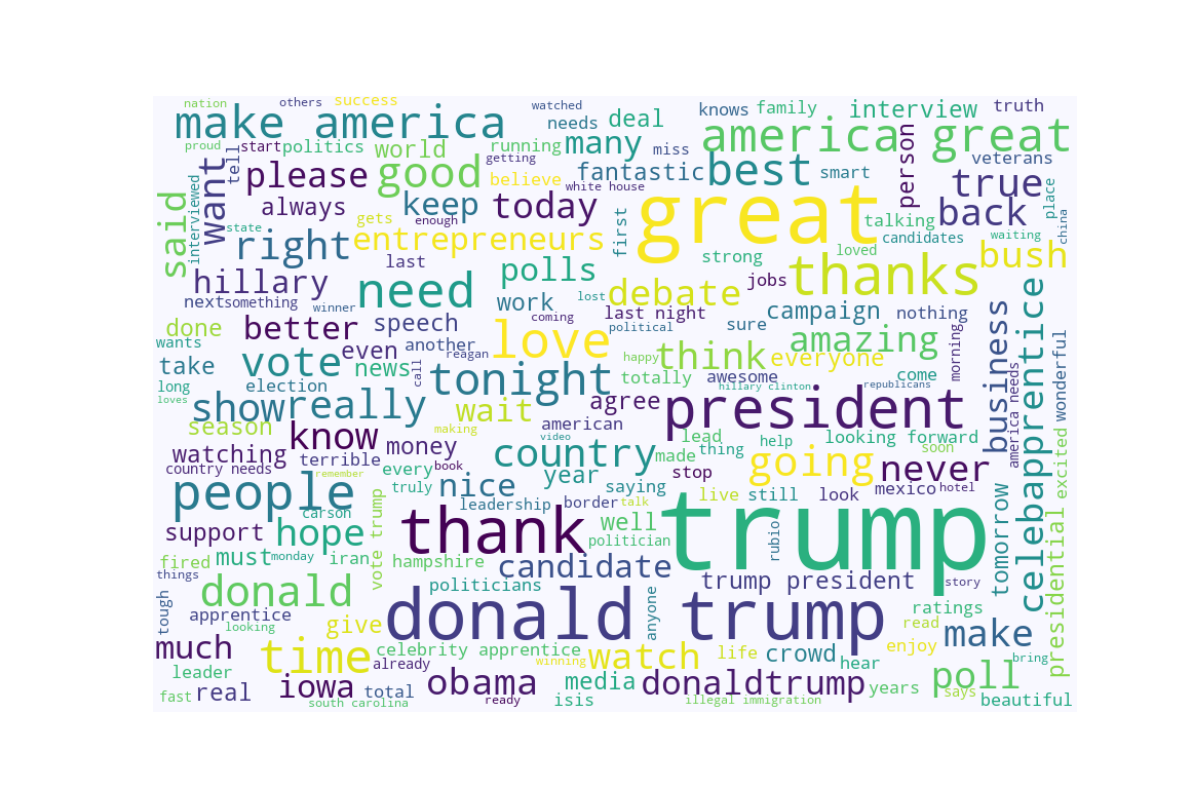 nation
others
success
watched
knows
family
interview
truth
make america
needs
deal
america great
proud
start
politics
world
running
many
miss
person
tell
want
please
good
getting
fantastic
best
smart
veterans
believe
white house
true
said
interviewed
always
keep
today
great
place
gets
enough
first
talking
back
china
state
right
entrepreneurs
candidates
waiting
last
strong
loved
bush
hillary
polls
thanks
need
debate
jobs
next
something
winner
work
lost
last night
campaign
nothing
business
celebapprentice
done
better
speech
coming
love
political
sure
amazing
morning
wonderful
wants
another
even
reagan
happy
think
everyone
take
vote
news
call
tonight
totally
awesome
come
long
election
hillary clinton
republicans
america needs
loves
show
really
wait
agree
president
season
know
making
american
video
lead
help
looking forward
watching
money
country
made
thing
soon
terrible
country needs
remember
every
book
year
stop
going
never
excited
people
truly
nice
saying
live
still
look
mexico
hotel
carson
vote trump
leadership
border
talk
trump
tomorrow
support
hope
thank
well
rubio
politician
fired
must
monday
iran
hampshire
candidate
presidential
things
donald
politicians
trump president
story
tough
apprentice
donald trump
anyone
ratings
looking
give
read
make
much
time
celebrity apprentice
watch
life
crowd
enjoy
already
winning
hear
bring
leader
iowa
obama
media
donaldtrump
years
poll
fast
real
total
ready
isis
says
south carolina
illegal immigration
beautiful